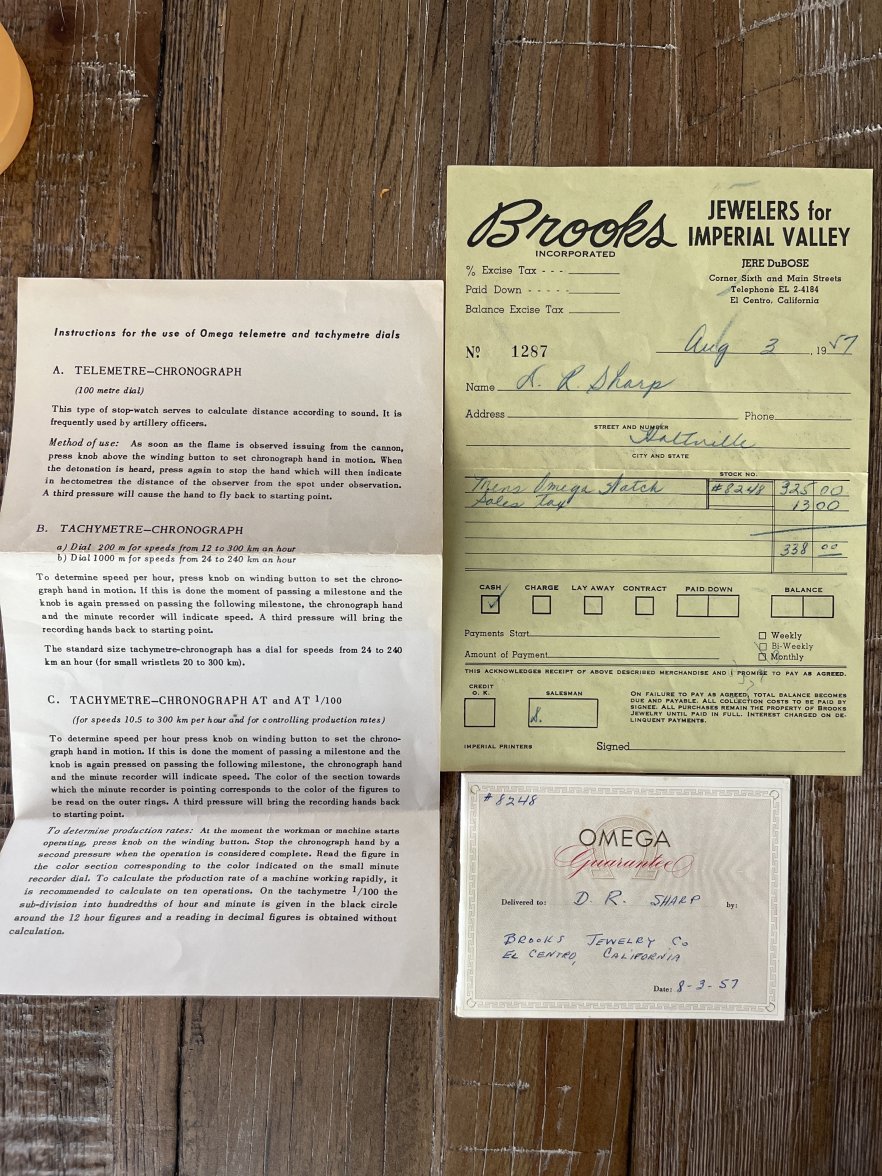 Instructions for the use of Omega telemetre and tachymetre dials
A. TELEMETRE—CHRONOGRAPH
(100 metre dial)
This type of stop-watch serves to calculate distance according to sound. It is
frequently used by artillery officers.
Method of use: As soon as the flame is observed issuing from the cannon,
press knob above the winding button to set chronograph hand in motion. When
the detonation is heard, press again to stop the hand which will then indicate
in hectometres the distance of the observer from the spot under observation.
A third pressure will cause the hand to fly back to starting point.
B. TACHYMETRE—CHRONOGRAPH
a) Dial 200 m for speeds from 12 to 300 km an hour
b) Dial 1000 m for speeds from 24 to 240 km an hour
To determine speed per hour, press knob on winding button to set the chrono-
graph hand in motion. If this is done the moment of passing a milestone and the
knob is again pressed on passing the following milestone, the chronograph hand
and the minute recorder will indicate speed. A third pressure will bring the
recording hands back to starting point.
The standard size tachymetre-chronograph has a dial for speeds from 24 to 240
km an hour (for small wristlets 20 to 300 km).
C. TACHYMETRE—CHRONOGRAPH AT and AT 1/100
(for speeds 10.5 to 300 km per hour and for controlling production rates)
To determine speed per hour press knob on winding button to set the chrono-
graph hand in motion. If this is done the moment of passing a milestone and the
knob is again pressed on passing the following milestone, the chronograph hand
and the minute recorder will indicate speed. The color of the section towards
which the minute recorder is pointing corresponds to the color of the figures to
be read on the outer rings. A third pressure will bring the recording hands back
to starting point.
To determine production rates: At the moment the workman or machine starts
operating, press knob on the winding button. Stop the chronograph hand by a
second pressure when the operation is considered complete. Read the figure in
the color section corresponding to the color indicated on the small minute
recorder dial. To calculate the production rate of a machine working rapidly, it
is recommended to calculate on ten operations. On the tachymetre 1/100 the
sub-division into hundredths of hour and minute is given in the black circle
around the 12 hour figures and a reading in decimal figures is obtained without
calculation.
Brooks
INCORPORATED
JEWELERS for
IMPERIAL VALLEY
JERE DuBOSE
Corner Sixth and Main Streets
Telephone EL 2-4184
El Centro, California
% Excise Tax - - -
Paid Down - - - - -
Balance Excise Tax
Nº 1287
Aug 3, 1957
Name D. R. Sharp
Address Phone
STREET AND NUMBER
Holtville
CITY AND STATE
STOCK NO.
Mens Omega Watch #8248 325 00
Sales tax 13 00
338 00
CASH CHARGE LAY AWAY CONTRACT PAID DOWN BALANCE
Payments Start
Weekly
Bi-Weekly
Amount of Payment
Monthly
THIS ACKNOWLEDGES RECEIPT OF ABOVE DESCRIBED MERCHANDISE AND I PROMISE TO PAY AS AGREED.
CREDIT
O. K.
SALESMAN
S.
ON FAILURE TO PAY AS AGREED, TOTAL BALANCE BECOMES
DUE AND PAYABLE. ALL COLLECTION COSTS TO BE PAID BY
SIGNEE. ALL PURCHASES REMAIN THE PROPERTY OF BROOKS
JEWELRY UNTIL PAID IN FULL. INTEREST CHARGED ON DE-
LINQUENT PAYMENTS.
IMPERIAL PRINTERS
Signed
#8248
OMEGA
Guarantee
Delivered to: D. R. SHARP by:
BROOKS JEWELRY Co
EL CENTRO, CALIFORNIA
Date: 8-3-57